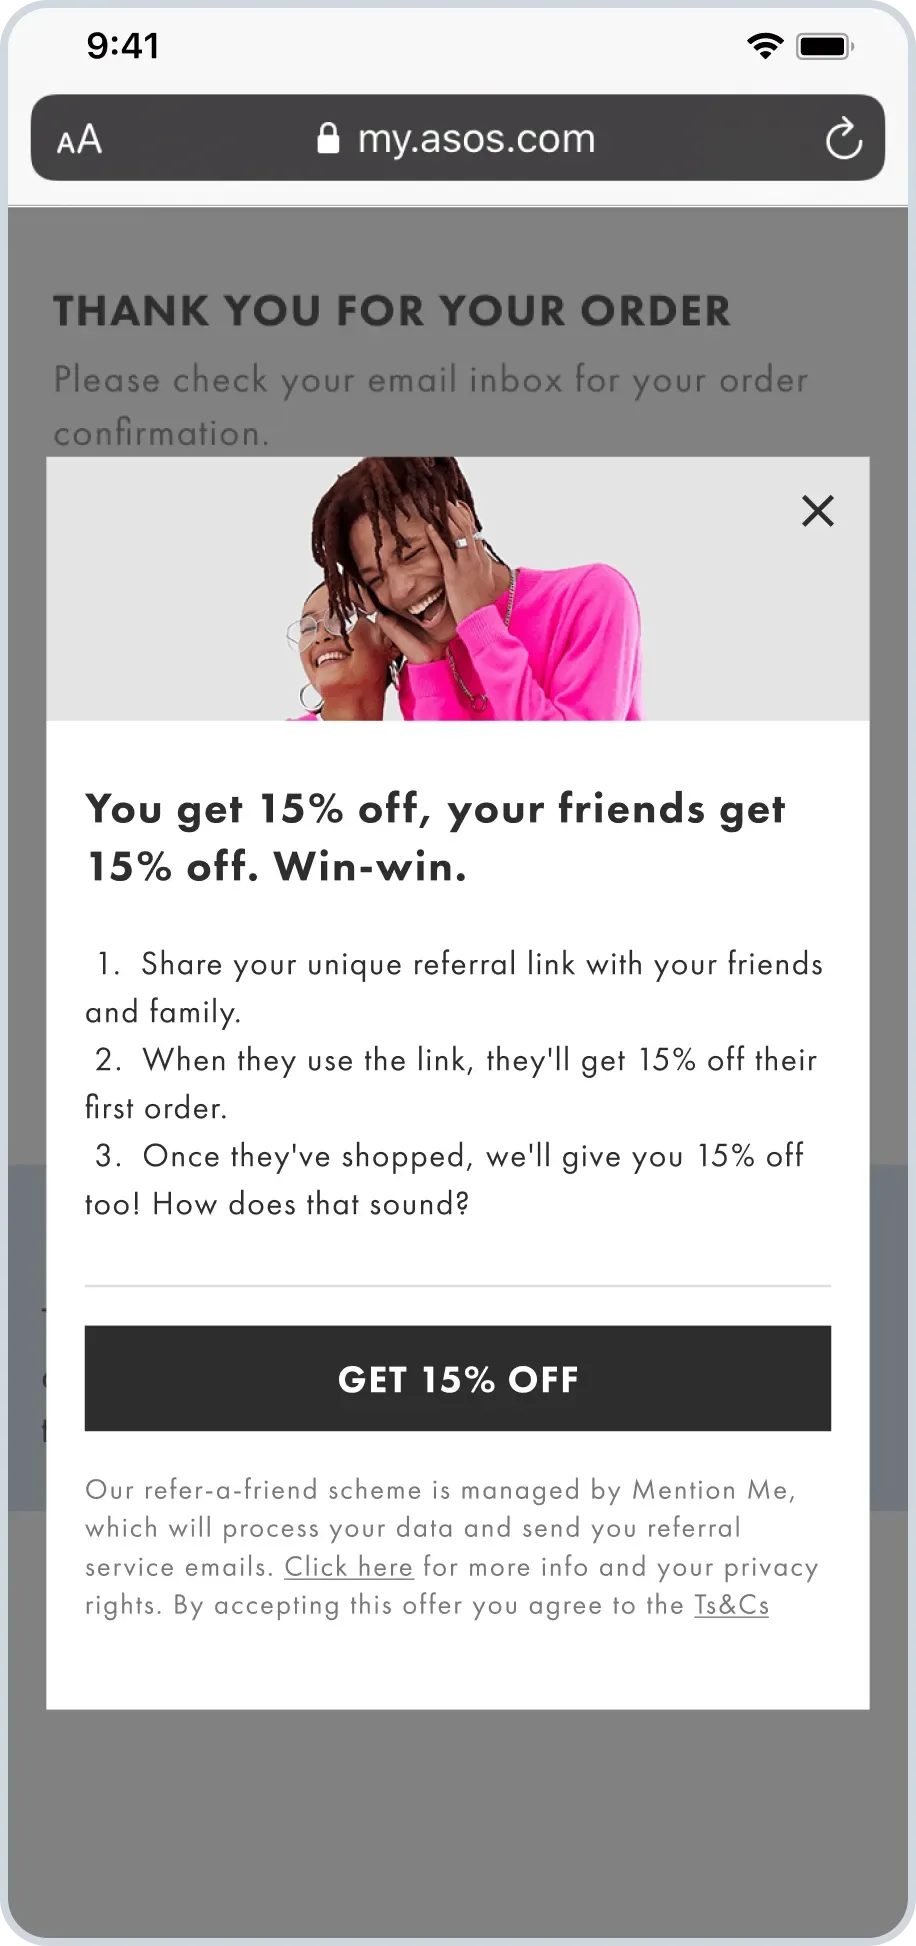 9:41
AA my.asos.com
THANK YOU FOR YOUR ORDER
Please check your email inbox for your order
confirmation.
You get 15% off, your friends get
15% off. Win-win.
1. Share your unique referral link with your friends
and family.
2. When they use the link, they'll get 15% off their
first order.
3. Once they've shopped, we'll give you 15% off
too! How does that sound?
GET 15% OFF
Our refer-a-friend scheme is managed by Mention Me,
which will process your data and send you referral
service emails. Click here for more info and your privacy
rights. By accepting this offer you agree to the Ts&Cs